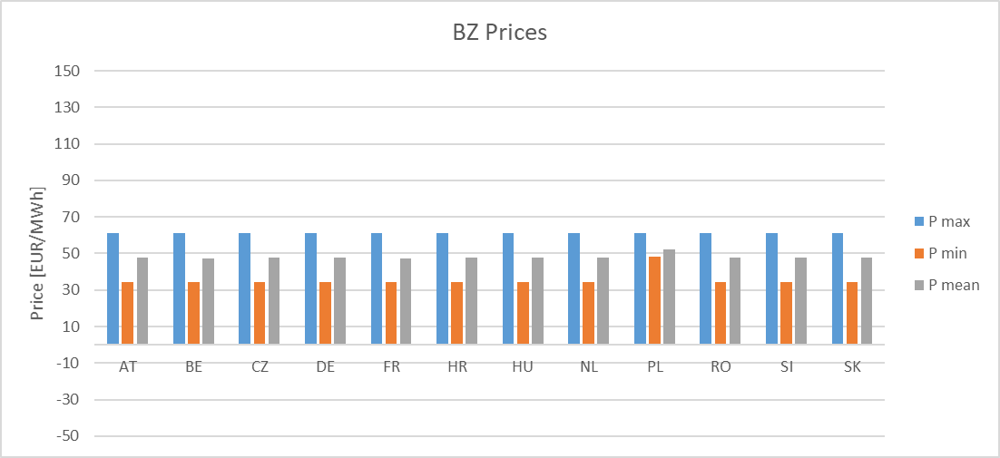 BZ Prices
Price [EUR/MWh]
150
130
110
90
70
50
30
10
-10
-30
-50
AT BE CZ DE FR HR HU NL PL RO SI SK
P max
P min
P mean